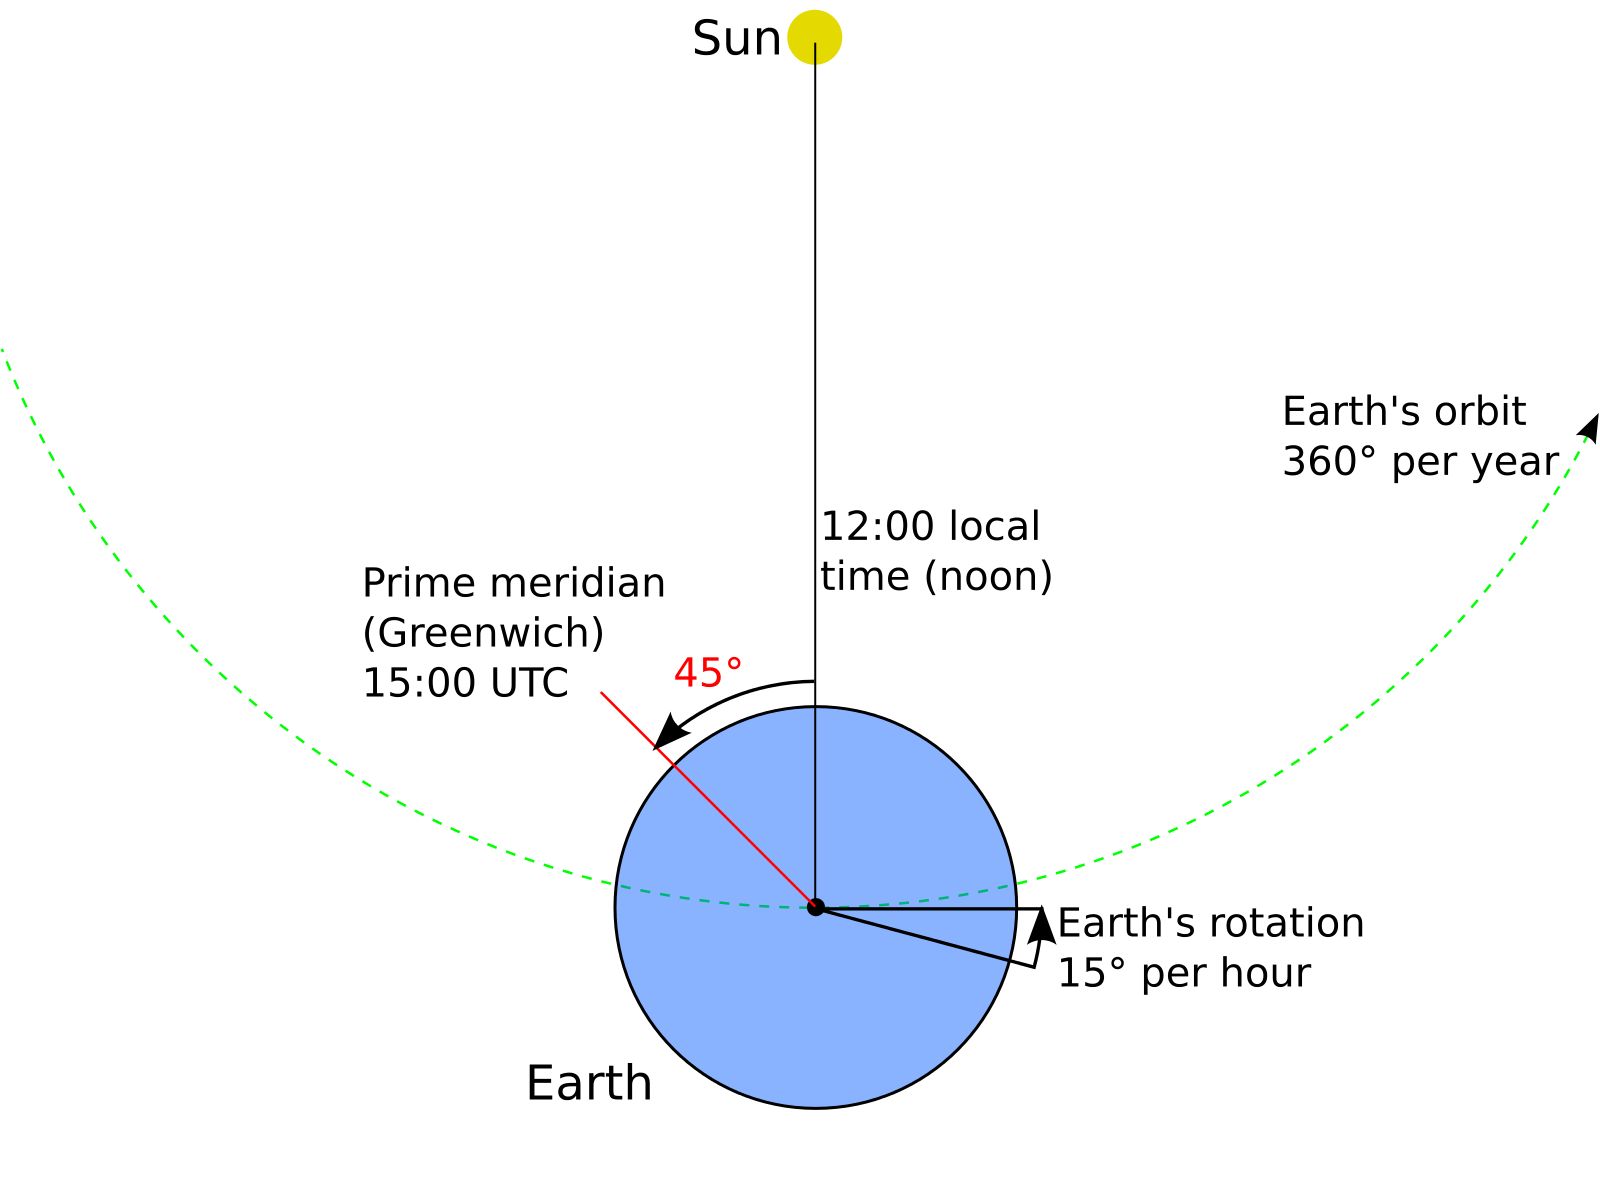 Sun
Earth's orbit
360° per year
12:00 local
time (noon)
Prime meridian
(Greenwich)
15:00 UTC
45°
Earth's rotation
15° per hour
Earth